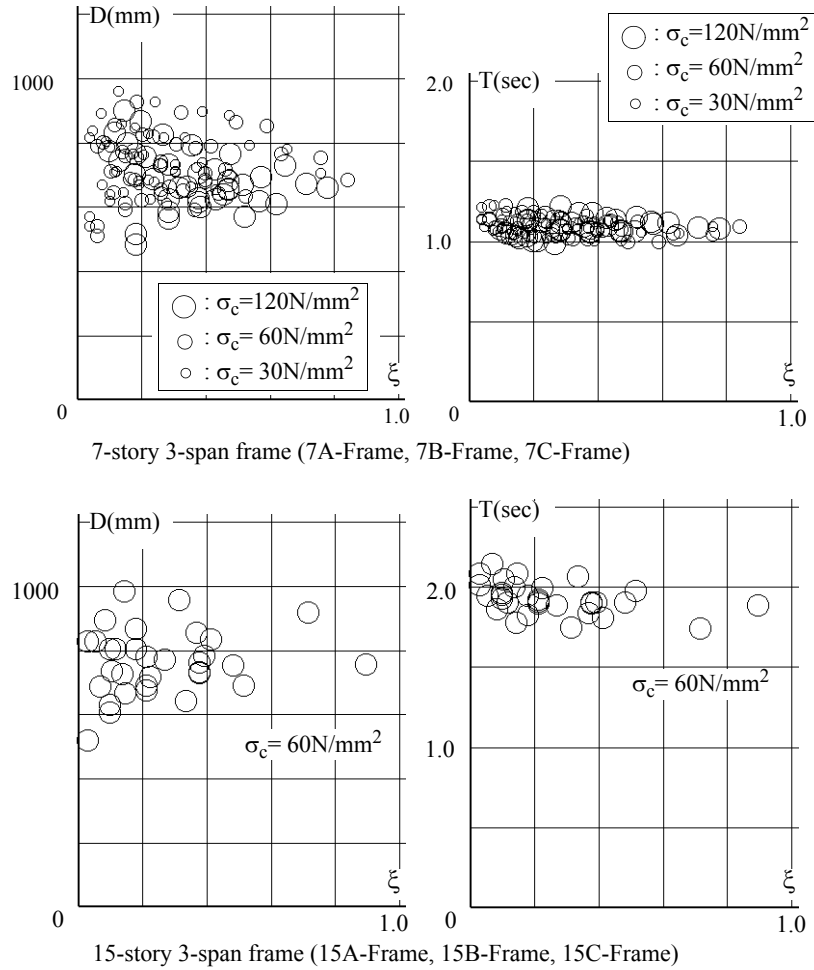 D(mm)
1000
: σc=120N/mm²
: σc= 60N/mm²
: σc= 30N/mm²
ξ
0
1.0
: σc=120N/mm²
: σc= 60N/mm²
: σc= 30N/mm²
T(sec)
2.0
1.0
ξ
0
1.0
7-story 3-span frame (7A-Frame, 7B-Frame, 7C-Frame)
D(mm)
1000
σc= 60N/mm²
ξ
0
1.0
T(sec)
2.0
σc= 60N/mm²
1.0
ξ
0
1.0
15-story 3-span frame (15A-Frame, 15B-Frame, 15C-Frame)